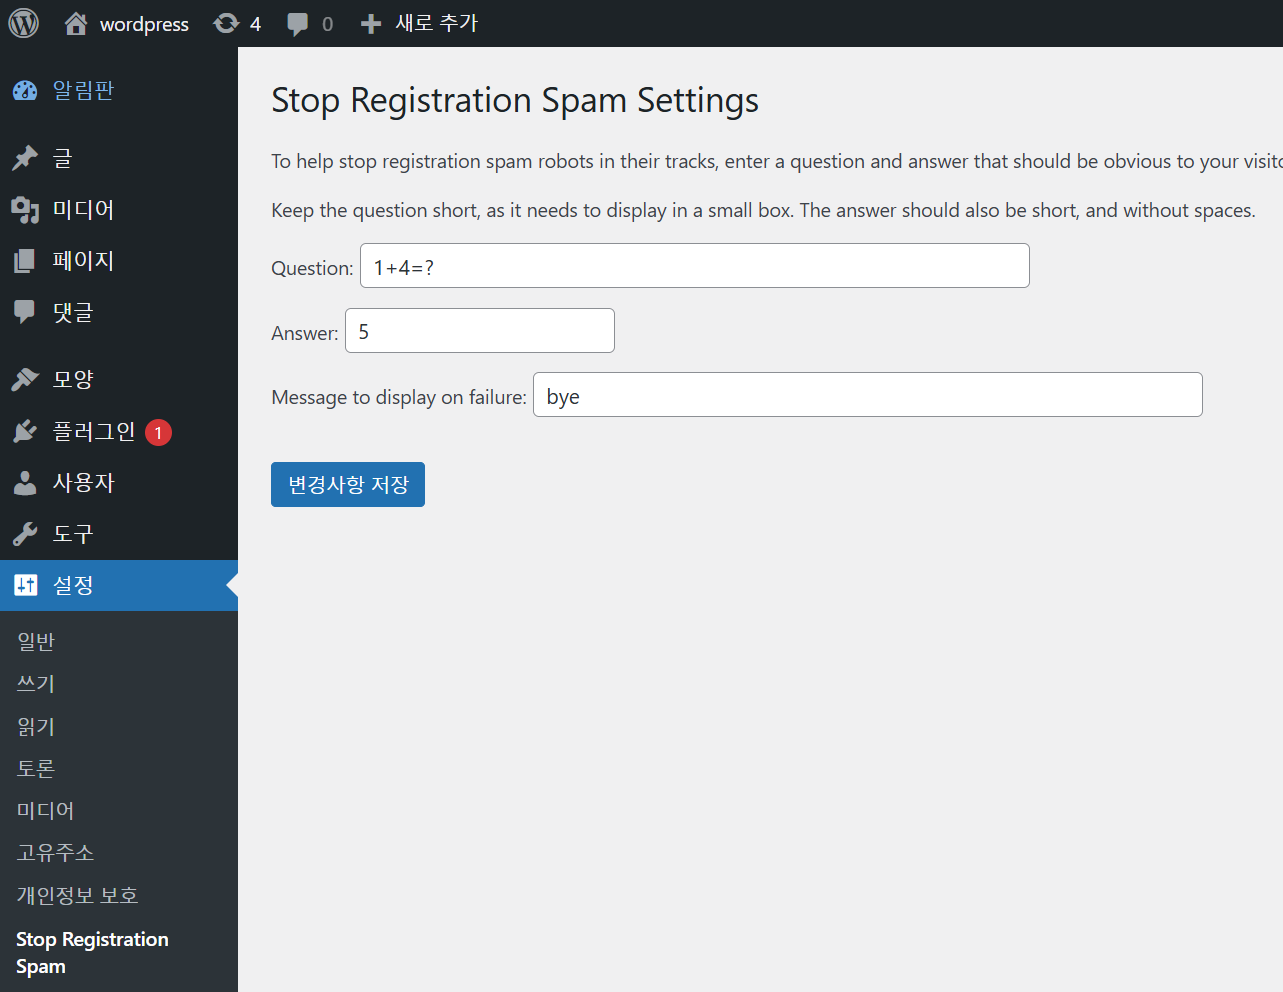 wordpress 4 0 새로 추가
알림판
글
미디어
페이지
댓글
모양
플러그인 1
사용자
도구
설정
일반
쓰기
읽기
토론
미디어
고유주소
개인정보 보호
Stop Registration
Spam
Stop Registration Spam Settings
To help stop registration spam robots in their tracks, enter a question and answer that should be obvious to your
Keep the question short, as it needs to display in a small box. The answer should also be short, and without spaces.
Question: 1+4=?
Answer: 5
Message to display on failure: bye
변경사항 저장